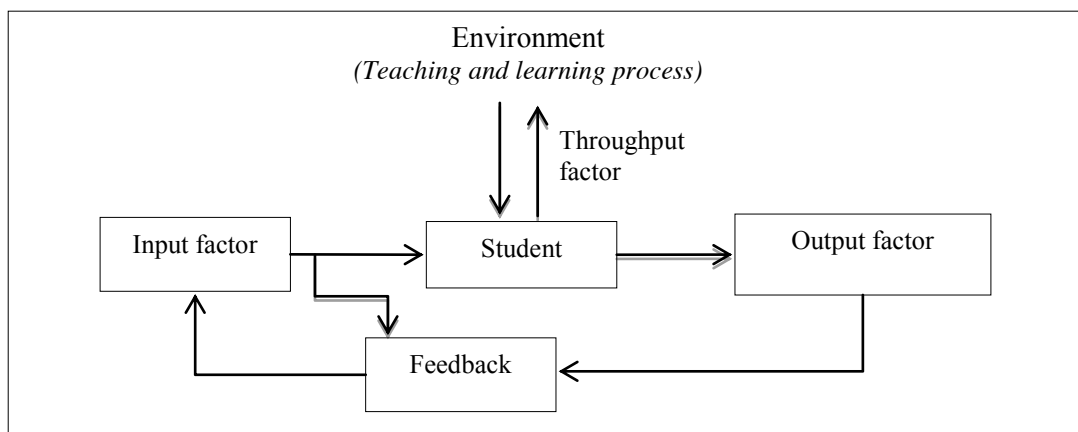 Environment
(Teaching and learning process)
Throughput
factor
Input factor
Student
Output factor
Feedback